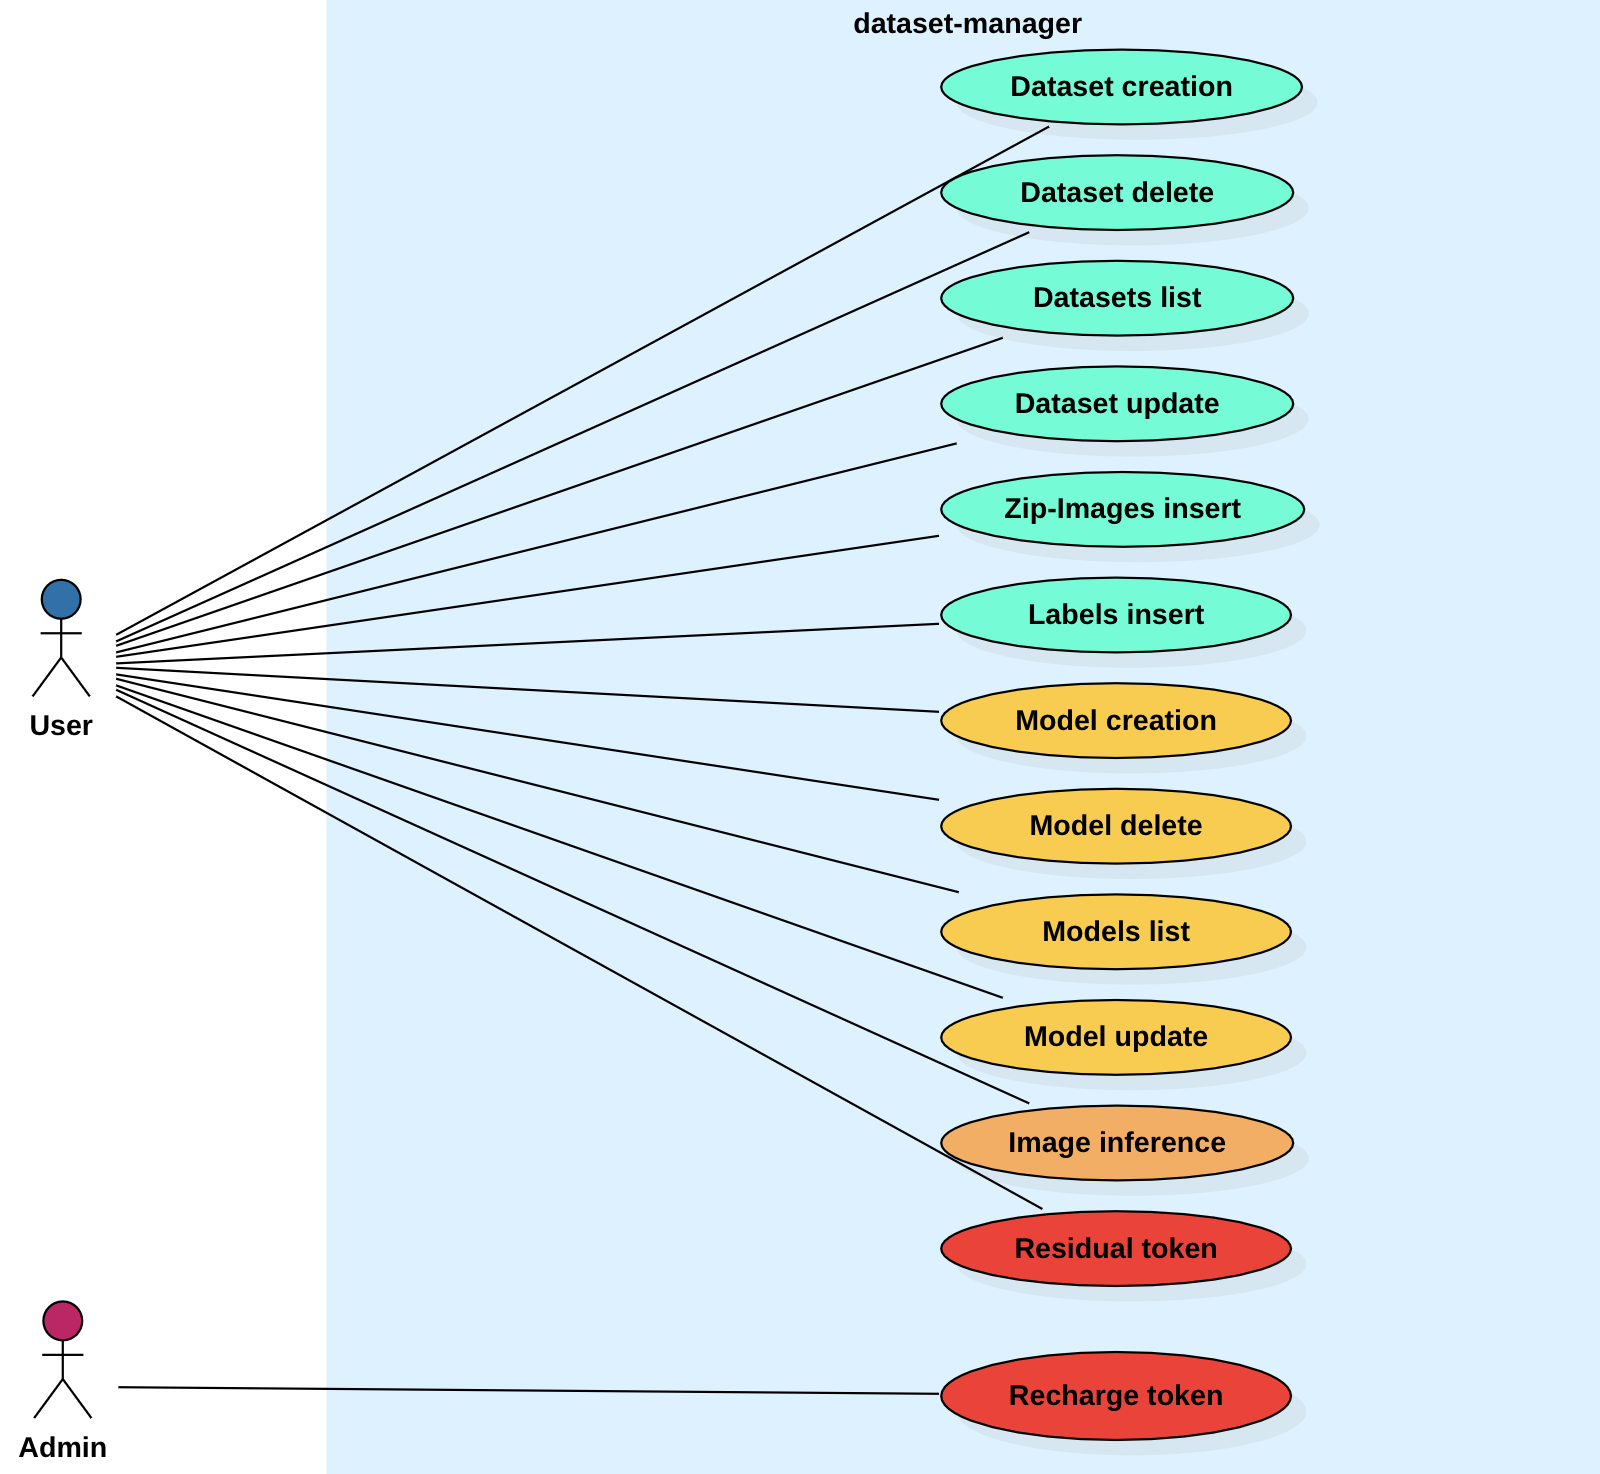 dataset-manager
Dataset creation
Dataset delete
Datasets list
Dataset update
Zip-Images insert
Labels insert
User
Model creation
Model delete
Models list
Model update
Image inference
Residual token
Recharge token
Admin